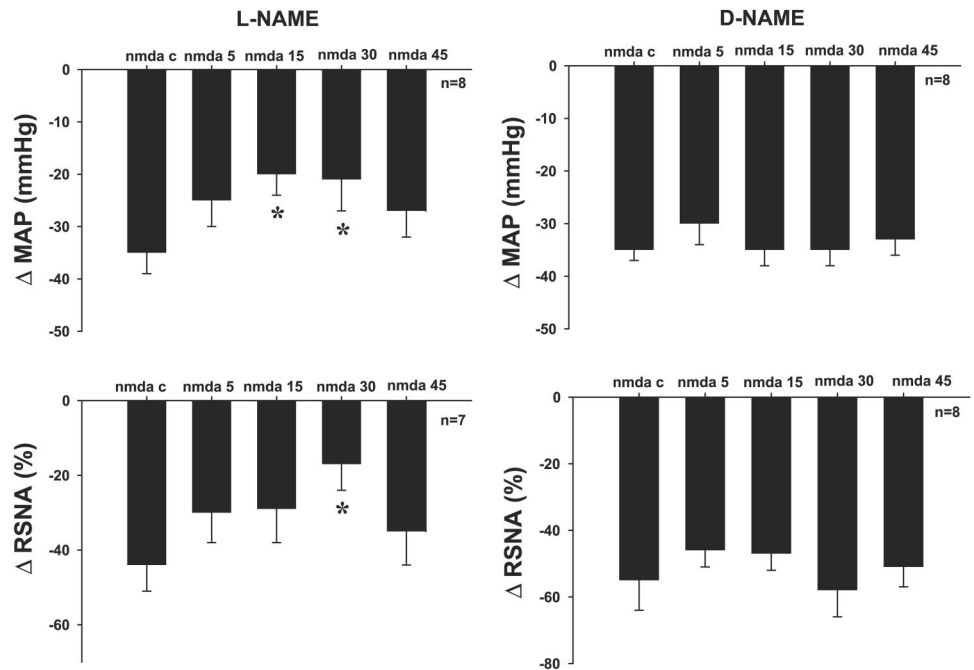 L-NAME
nmda c nmda 5 nmda 15 nmda 30 nmda 45
0
n=8
-10
-20
-30
-40
-50
Δ MAP (mmHg)
*
*
D-NAME
nmda c nmda 5 nmda 15 nmda 30 nmda 45
0
n=8
-10
-20
-30
-40
-50
Δ MAP (mmHg)
nmda c nmda 5 nmda 15 nmda 30 nmda 45
0
n=7
-20
-40
-60
Δ RSNA (%)
*
nmda c nmda 5 nmda 15 nmda 30 nmda 45
0
n=8
-20
-40
-60
-80
Δ RSNA (%)